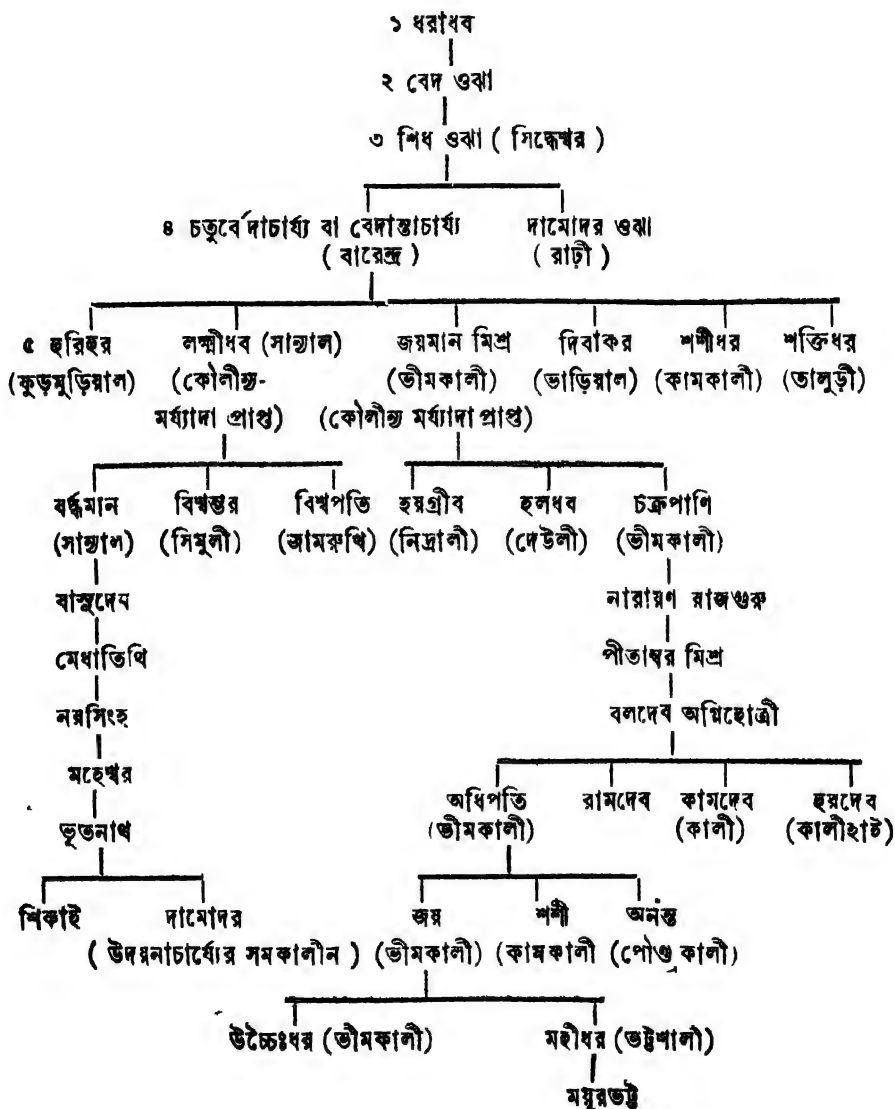 ১ ধরাধব
২ বেদ ওঝা
৩ শিধ ওঝা ( সিদ্ধেশ্বর )
৪ চতুর্বেদাচার্য্য বা বেদান্তাচার্য্য দামোদর ওঝা
( বারেন্দ্র ) ( রাঢ়ী )
৫ হরিহর লক্ষ্মীধব (সান্যাল) জয়মান মিশ্র দিবাকর শশীধর শক্তিধর
(কুড়মুড়িয়াল) (কৌলীন্য- (ভীমকালী) (ভাড়িয়াল) (কামকালী) (তালুড়ী)
মর্য্যাদা প্রাপ্ত) (কৌলীন্য মর্য্যাদা প্রাপ্ত)
বর্দ্ধমান বিশ্বম্ভর বিশ্বপতি হয়গ্রীব হলধব চক্রপাণি
(সান্যাল) (সিমুলী) (জামরুখি) (নিদ্রালী) (দেউলী) (ভীমকালী)
বাসুদেব নারায়ণ রাজগুরু
মেধাতিথি পীতাম্বর মিশ্র
নরসিংহ বলদেব অগ্নিহোত্রী
মহেশ্বর
অধিপতি রামদেব কামদেব হরদেব
(ভীমকালী) (কালী) (কালীহাই)
ভূতনাথ
শিকাই দামোদর জয় শশী অনন্ত
( উদয়নাচার্য্যের সমকালীন ) (ভীমকালী) (কামকালী (পৌণ্ড্রকালী)
উচ্চৈঃধর (ভীমকালী) মহীধর (ভট্টশালী)
ময়ূরভট্ট